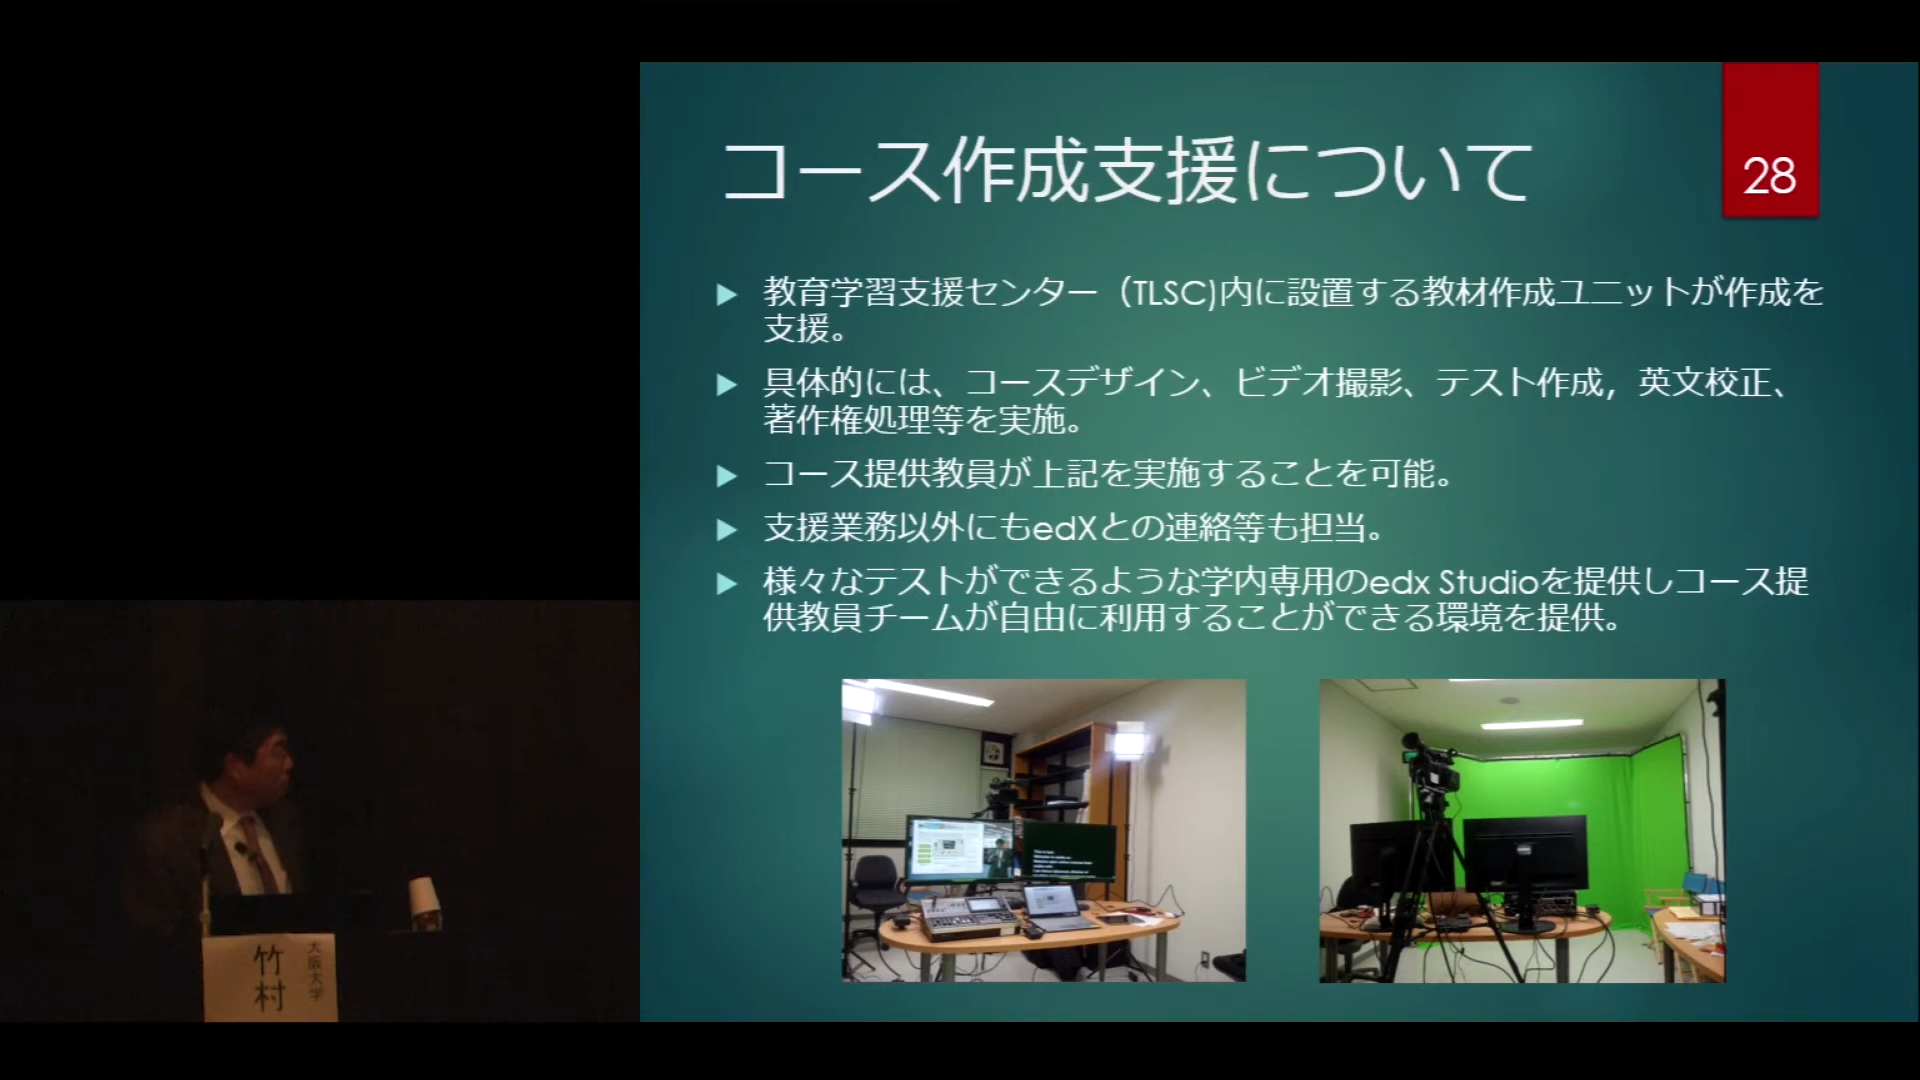 コース作成支援について
28
教育学習支援センター（TLSC)内に設置する教材作成ユニットが作成を
支援。
具体的には、コースデザイン、ビデオ撮影、テスト作成，英文校正、
著作権処理等を実施。
コース提供教員が上記を実施することを可能。
支援業務以外にもedXとの連絡等も担当。
様々なテストができるような学内専用のedx Studioを提供しコース提
供教員チームが自由に利用することができる環境を提供。
大阪大学
竹村